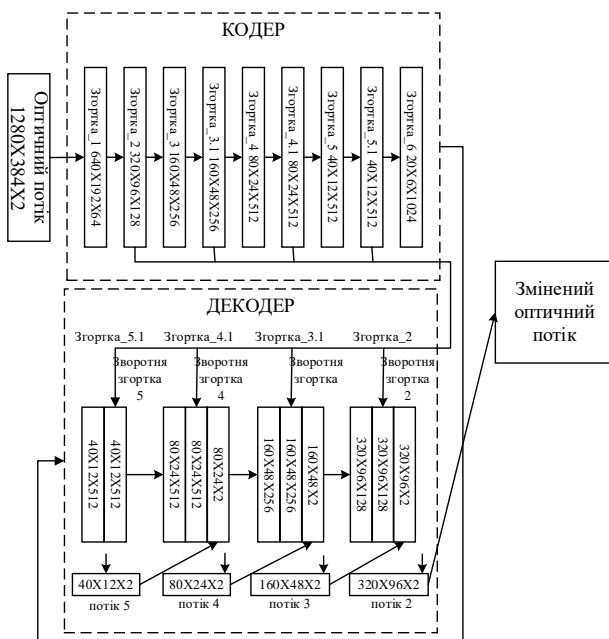 КОДЕР
Оптичний потік
1280X384X2
Згортка_1 640X192X64
Згортка_2 320X96X128
Згортка_3 160X48X256
Згортка_3.1 160X48X256
Згортка_4 80X24X512
Згортка_4.1 80X24X512
Згортка_5 40X12X512
Згортка_5.1 40X12X512
Згортка_6 20X6X1024
Змінений
оптичний
потік
ДЕКОДЕР
Згортка_5.1
Згортка_4.1
Згортка_3.1
Згортка_2
Зворотня
згортка
5
Зворотня
згортка
4
Зворотня
згортка
3
Зворотня
згортка
2
40X12X512
40X12X512
80X24X512
80X24X512
80X24X2
160X48X256
160X48X256
160X48X2
320X96X128
320X96X128
320X96X2
40X12X2
потік 5
80X24X2
потік 4
160X48X2
потік 3
320X96X2
потік 2